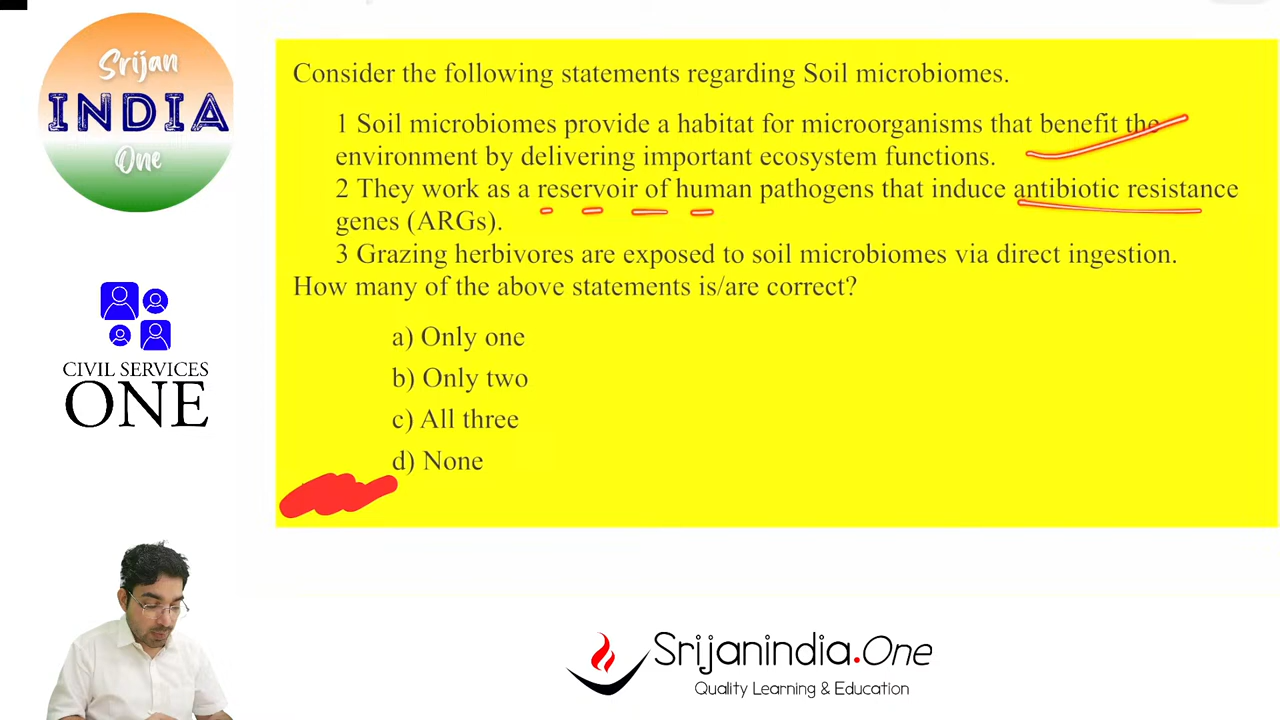 Srijan
INDIA
One
CIVIL SERVICES
ONE
Consider the following statements regarding Soil microbiomes.
1 Soil microbiomes provide a habitat for microorganisms that benefit the
environment by delivering important ecosystem functions.
2 They work as a reservoir of human pathogens that induce antibiotic resistance
genes (ARGs).
3 Grazing herbivores are exposed to soil microbiomes via direct ingestion.
How many of the above statements is/are correct?
a) Only one
b) Only two
c) All three
d) None
Srijanindia.One
Quality Learning & Education